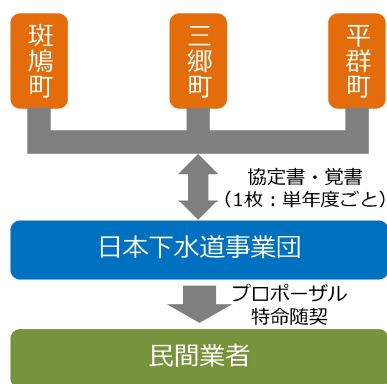 斑鳩町
三郷町
平群町
協定書・覚書
(1枚：単年度ごと)
日本下水道事業団
プロポーザル
特命随契
民間業者